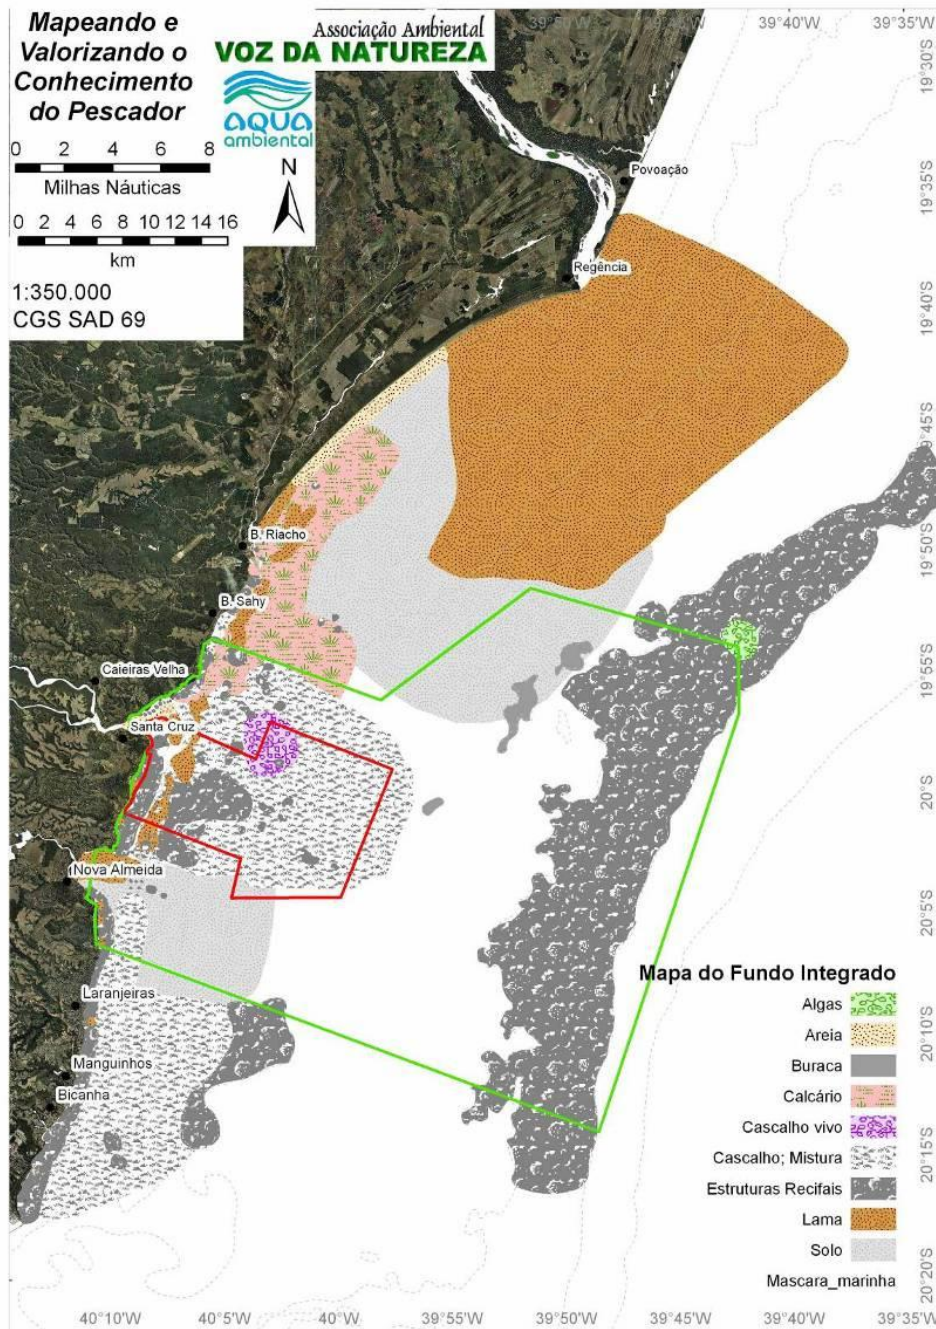 Mapeando e
Valorizando o
Conhecimento
do Pescador
Associação Ambiental
VOZ DA NATUREZA
AQUA
ambiental
0 2 4 6 8
Milhas Náuticas
0 2 4 6 8 10 12 14 16
km
1:350.000
CGS SAD 69
N
39°50'W 39°45'W 39°40'W 39°35'W
19°30'S
19°35'S
19°40'S
19°45'S
19°50'S
19°55'S
20°S
20°5'S
20°10'S
20°15'S
20°20'S
Povoação
Regência
B. Riacho
B. Sahy
Caieiras Velha
Santa Cruz
Nova Almeida
Laranjeiras
Manguinhos
Bicanha
Mapa do Fundo Integrado
Algas
Areia
Buraca
Calcário
Cascalho vivo
Cascalho; Mistura
Estruturas Recifais
Lama
Solo
Mascara_marinha
40°10'W 40°5'W 40°W 39°55'W 39°50'W 39°45'W 39°40'W 39°35'W